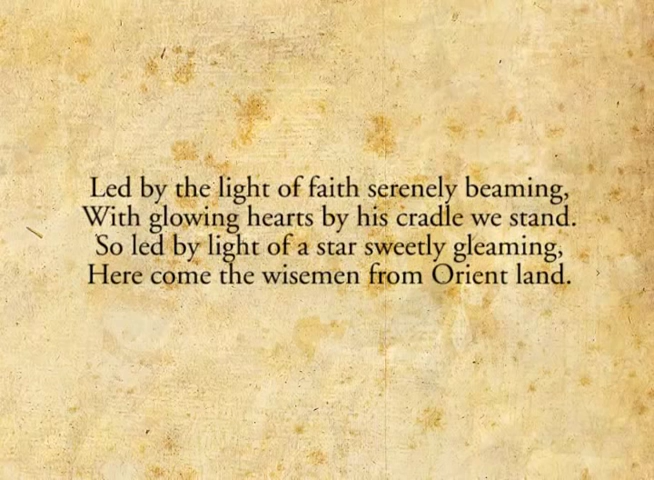 Led by the light of faith serenely beaming,
With glowing hearts by his cradle we stand.
So led by light of a star sweetly gleaming,
Here come the wisemen from Orient land.